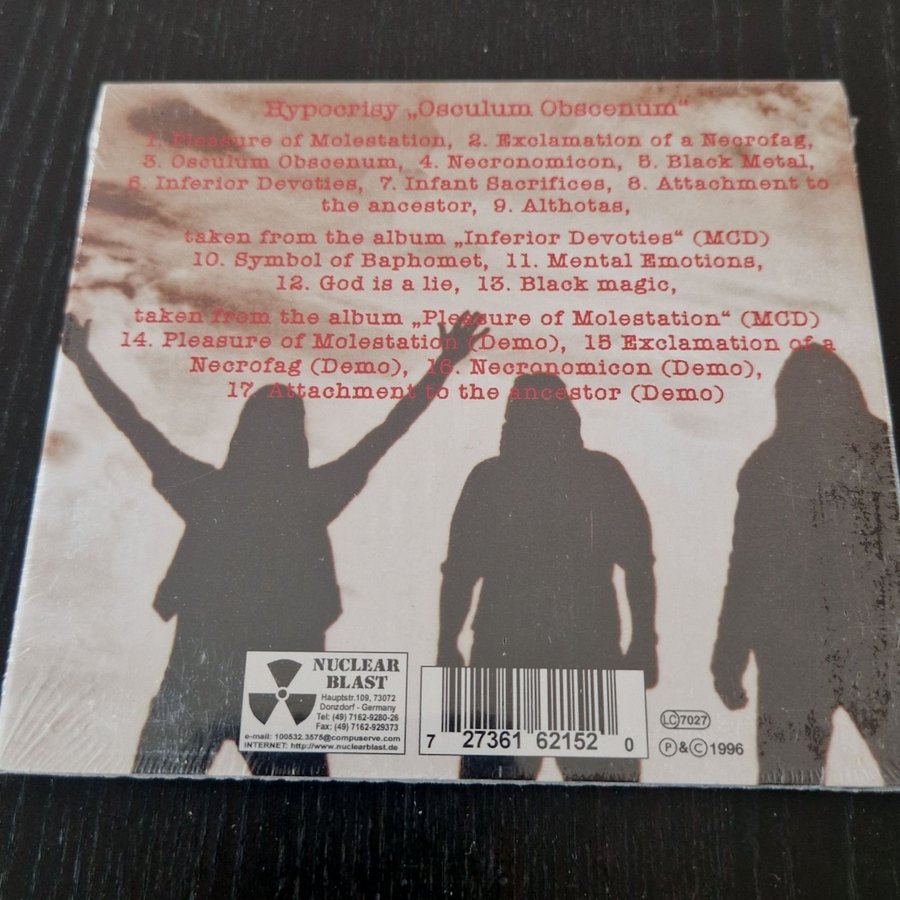 Hypocrisy „Osculum Obscenum“
1. Pleasure of Molestation, 2. Exclamation of a Necrofag,
3. Osculum Obscenum, 4. Necronomicon, 5. Black Metal,
6. Inferior Devoties, 7. Infant Sacrifices, 8. Attachment to
the ancestor, 9. Althotas,
taken from the album „Inferior Devoties“ (MCD)
10. Symbol of Baphomet, 11. Mental Emotions,
12. God is a lie, 13. Black magic,
taken from the album „Pleasure of Molestation“ (MCD)
14. Pleasure of Molestation (Demo), 15 Exclamation of a
Necrofag (Demo), 16. Necronomicon (Demo),
17. Attachment to the ancestor (Demo)
NUCLEAR
BLAST
Hauptstr.109, 73072
Donzdorf - Germany
Tel: (49) 7162-9280-26
Fax: (49) 7162-929373
e-mail: 100532.3575@compuserve.com
INTERNET: http://www.nuclearblast.de
7 27361 62152 0
LC 7027
Ⓟ&Ⓒ 1996